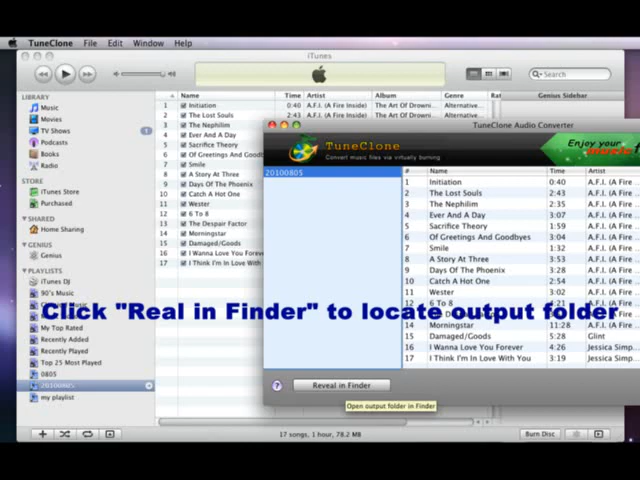 TuneClone File Edit Window Help
iTunes
Search
LIBRARY
Music
Movies
TV Shows 1
Podcasts
Books
Radio
STORE
iTunes Store
Purchased
SHARED
Home Sharing
GENIUS
Genius
PLAYLISTS
iTunes DJ
90's Music
My Top Rated
Recently Added
Recently Played
Top 25 Most Played
0805
20100805
my playlist
Name Time Artist Album Genre Rat Genius Sidebar
1 Initiation 0:40 A.F.I. (A Fire Inside) The Art Of Drowni... Alternative...
2 The Lost Souls 2:43 A.F.I. (A Fire Inside) The Art Of Drowni... Alternative...
3 The Nephilim
4 Ever And A Day
5 Sacrifice Theory
6 Of Greetings And Goodb
7 Smile
8 A Story At Three
9 Days Of The Phoenix
10 Catch A Hot One
11 Wester
12 6 To 8
13 The Despair Factor
14 Morningstar
15 Damaged/Goods
16 I Wanna Love You Forever
17 I Think I'm In Love With
TuneClone Audio Converter
TuneClone
Convert music files via virtually burning
Enjoy your
music
20100805
# Name Time Artist
1 Initiation 0:40 A.F.I. (A Fire ...
2 The Lost Souls 2:43 A.F.I. (A Fire ...
3 The Nephilim 2:35 A.F.I. (A Fire ...
4 Ever And A Day 3:07 A.F.I. (A Fire ...
5 Sacrifice Theory 1:59 A.F.I. (A Fire ...
6 Of Greetings And Goodbyes 3:04 A.F.I. (A Fire ...
7 Smile 1:32 A.F.I. (A Fire ...
8 A Story At Three 3:53 A.F.I. (A Fire ...
9 Days Of The Phoenix 3:28 A.F.I. (A Fire ...
10 Catch A Hot One 2:54 A.F.I. (A Fire ...
11 Wester 3:02 A.F.I. (A Fire ...
12 6 To 8
13
14 Morningstar 11:28 A.F.I. (A Fire ...
15 Damaged/Goods 5:28 Glint
16 I Wanna Love You Forever 4:26 Jessica Simp...
17 I Think I'm In Love With You 3:19 Jessica Simp...
Click "Real in Finder" to locate output folder
? Reveal in Finder
Open output folder in Finder
17 songs, 1 hour, 78.2 MB
Burn Disc